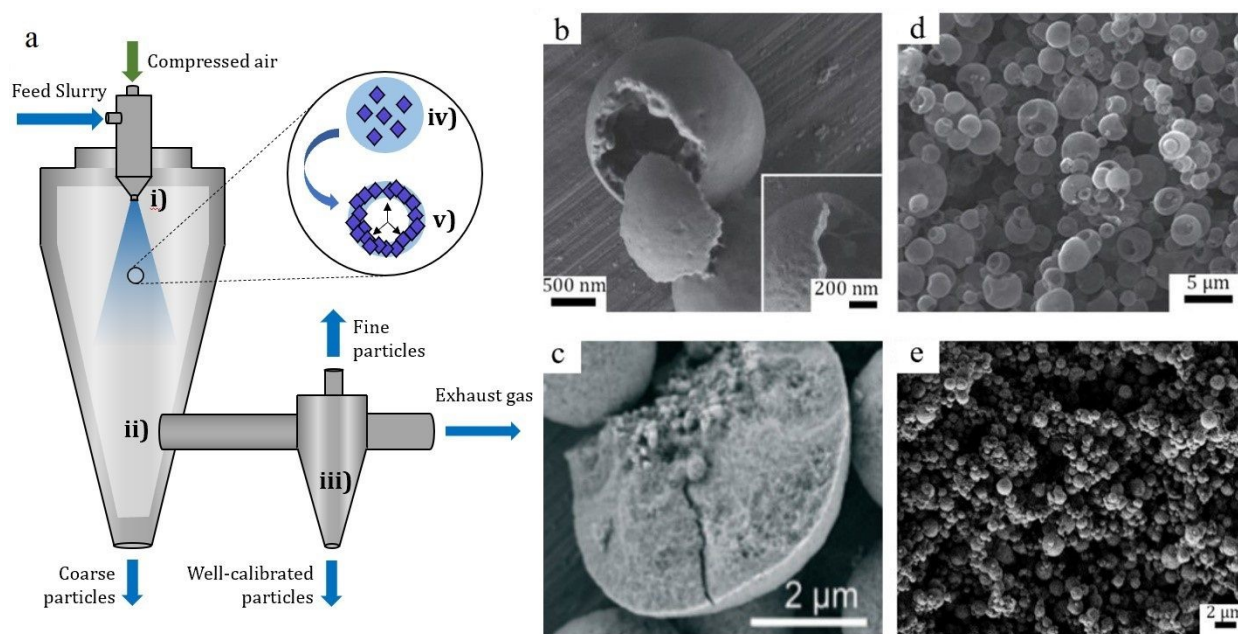 a
Compressed air
Feed Slurry
i)
iv)
v)
Fine
particles
Exhaust gas
ii)
iii)
Coarse
particles
Well-calibrated
particles
b
500 nm
200 nm
c
2 μm
d
5 μm
e
2 μm